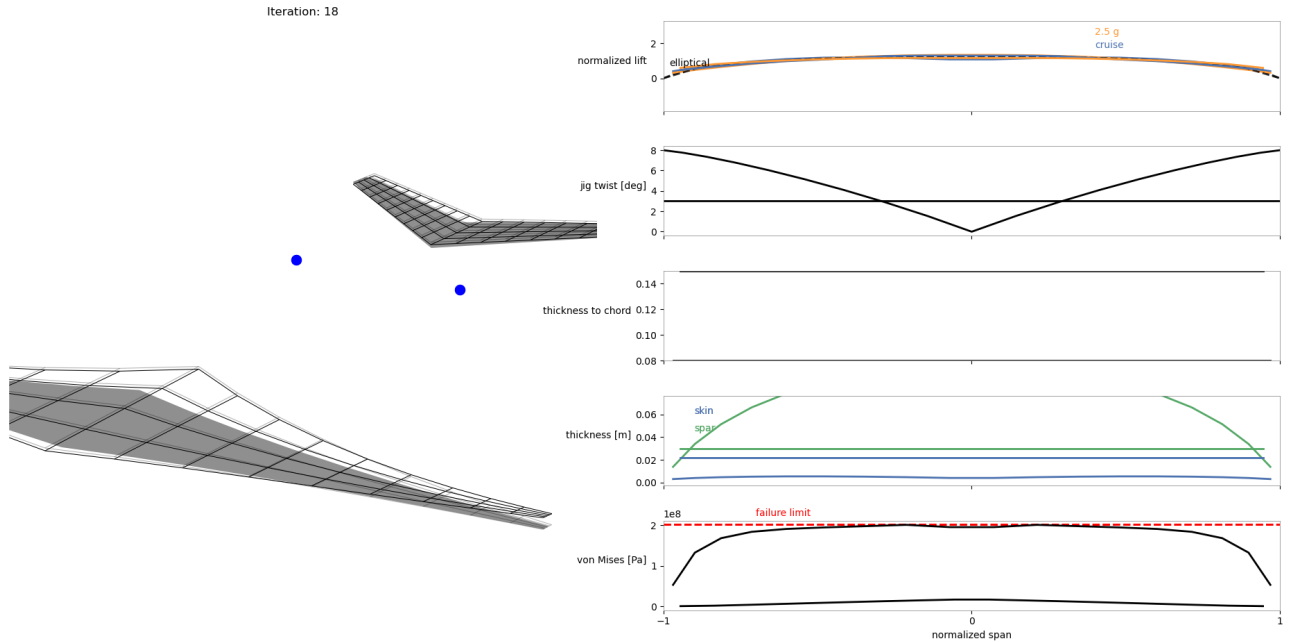 Iteration: 18
normalized lift
2
0
2.5 g
cruise
elliptical
jig twist [deg]
8
6
4
2
0
thickness to chord
0.14
0.12
0.10
0.08
thickness [m]
0.06
0.04
0.02
0.00
skin
spar
1e8
failure limit
von Mises [Pa]
2
1
0
−1
0
1
normalized span